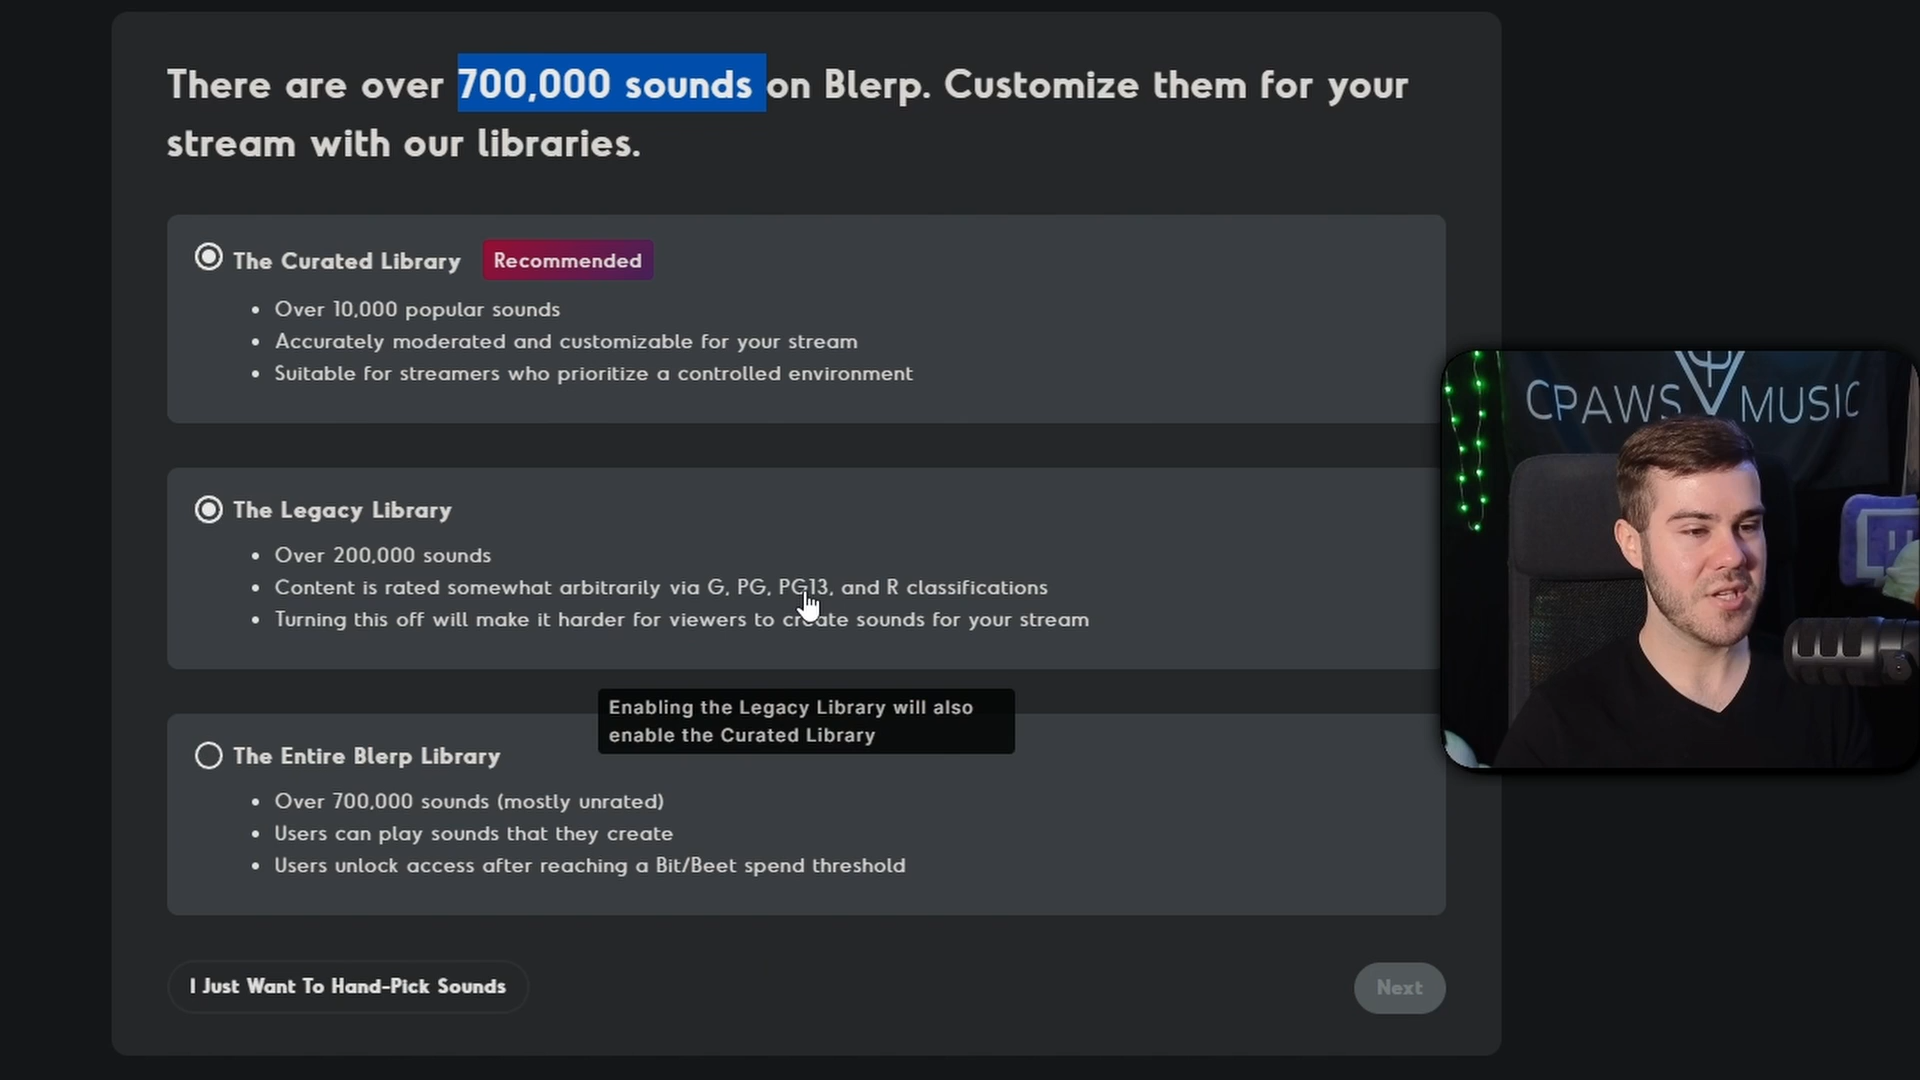 There are over 700,000 sounds on Blerp. Customize them for your
stream with our libraries.
The Curated Library Recommended
Over 10,000 popular sounds
Accurately moderated and customizable for your stream
Suitable for streamers who prioritize a controlled environment
CPAWS MUSIC
The Legacy Library
Over 200,000 sounds
Content is rated somewhat arbitrarily via G, PG, PG13, and R classifications
Turning this off will make it harder for viewers to create sounds for your stream
Enabling the Legacy Library will also
enable the Curated Library
The Entire Blerp Library
Over 700,000 sounds (mostly unrated)
Users can play sounds that they create
Users unlock access after reaching a Bit/Beet spend threshold
I Just Want To Hand-Pick Sounds
Next